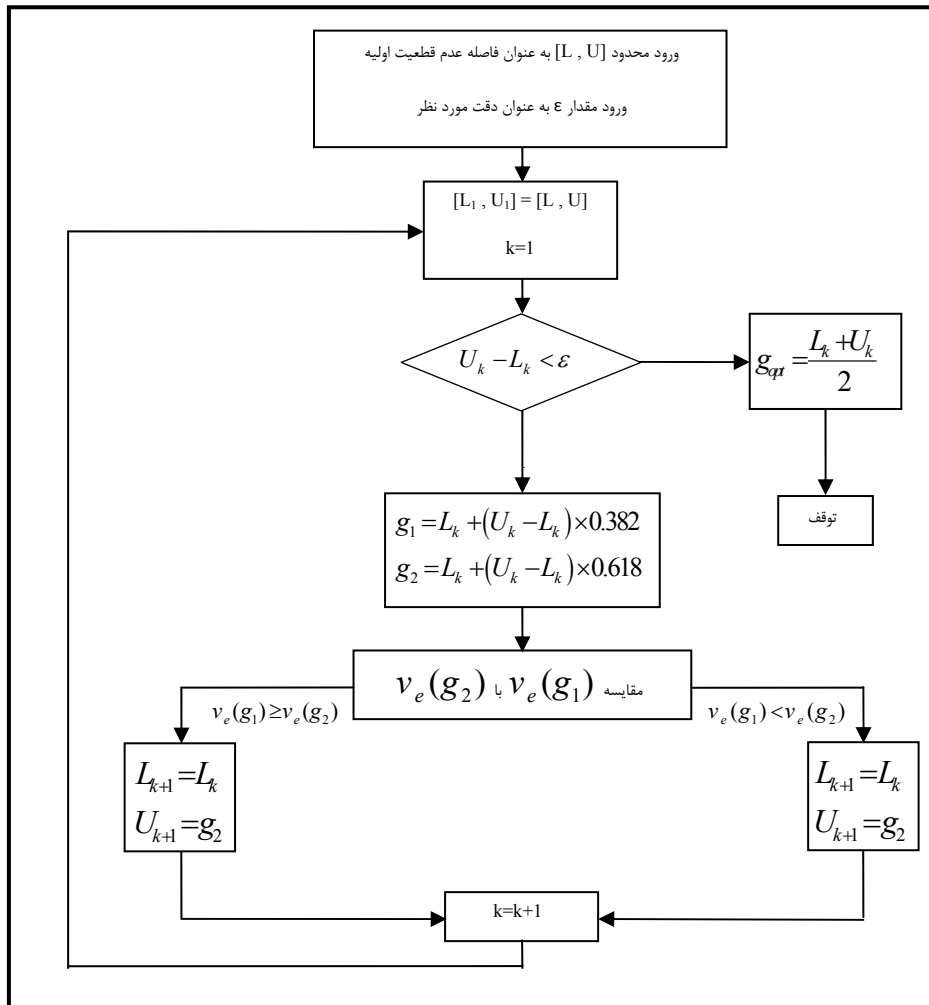 ورود محدود [L , U] به عنوان فاصله عدم قطعیت اولیه
ورود مقدار ε به عنوان دقت مورد نظر
[L₁ , U₁] = [L , U]
k=1
Uₖ − Lₖ < ε
g_opt = (Lₖ + Uₖ)/2
توقف
g₁ = Lₖ + (Uₖ − Lₖ) × 0.382
g₂ = Lₖ + (Uₖ − Lₖ) × 0.618
مقایسه vₑ(g₁) با vₑ(g₂)
vₑ(g₁) ≥ vₑ(g₂)
vₑ(g₁) < vₑ(g₂)
Lₖ₊₁ = Lₖ
Uₖ₊₁ = g₂
Lₖ₊₁ = Lₖ
Uₖ₊₁ = g₂
k=k+1